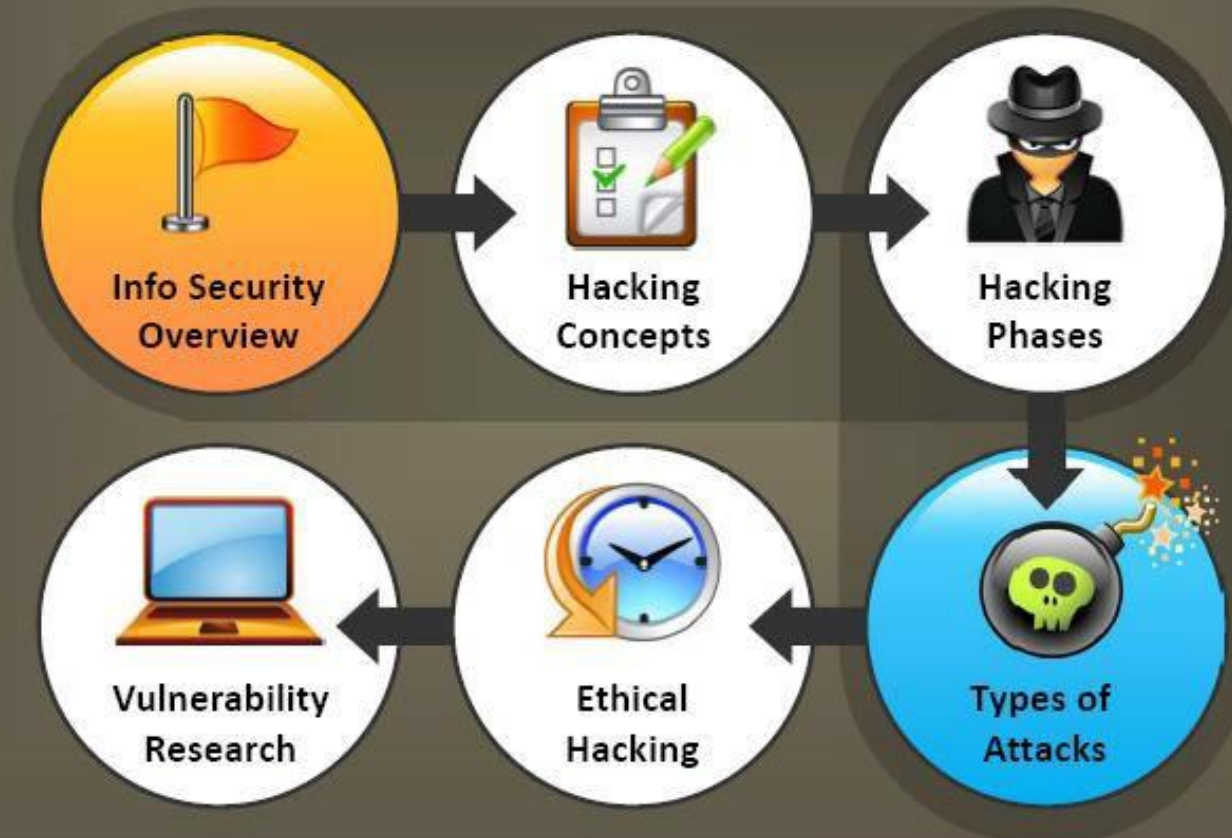 Info Security
Overview
Hacking
Concepts
Hacking
Phases
Types of
Attacks
Ethical
Hacking
Vulnerability
Research